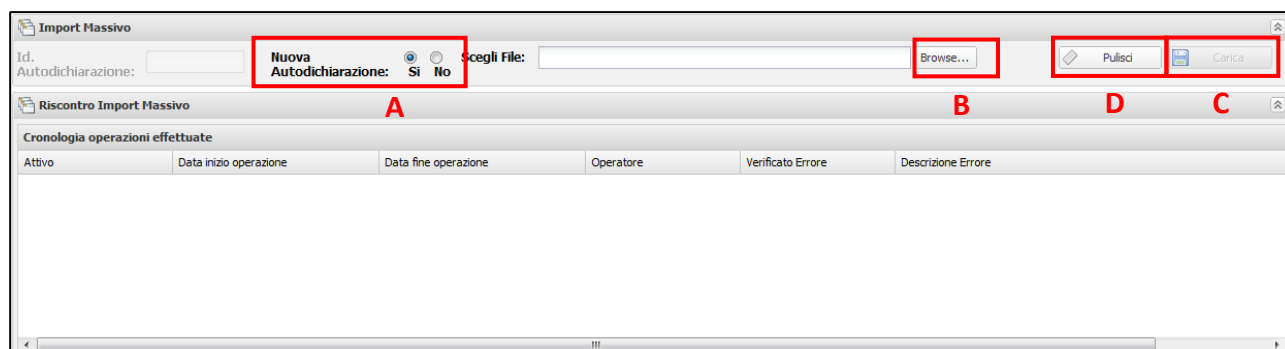 Import Massivo
Id.
Autodichiarazione:
Nuova
Autodichiarazione:
Si No
Scegli File:
Browse...
Pulisci
Carica
A
B
D
C
Riscontro Import Massivo
Cronologia operazioni effettuate
Attivo Data inizio operazione Data fine operazione Operatore Verificato Errore Descrizione Errore